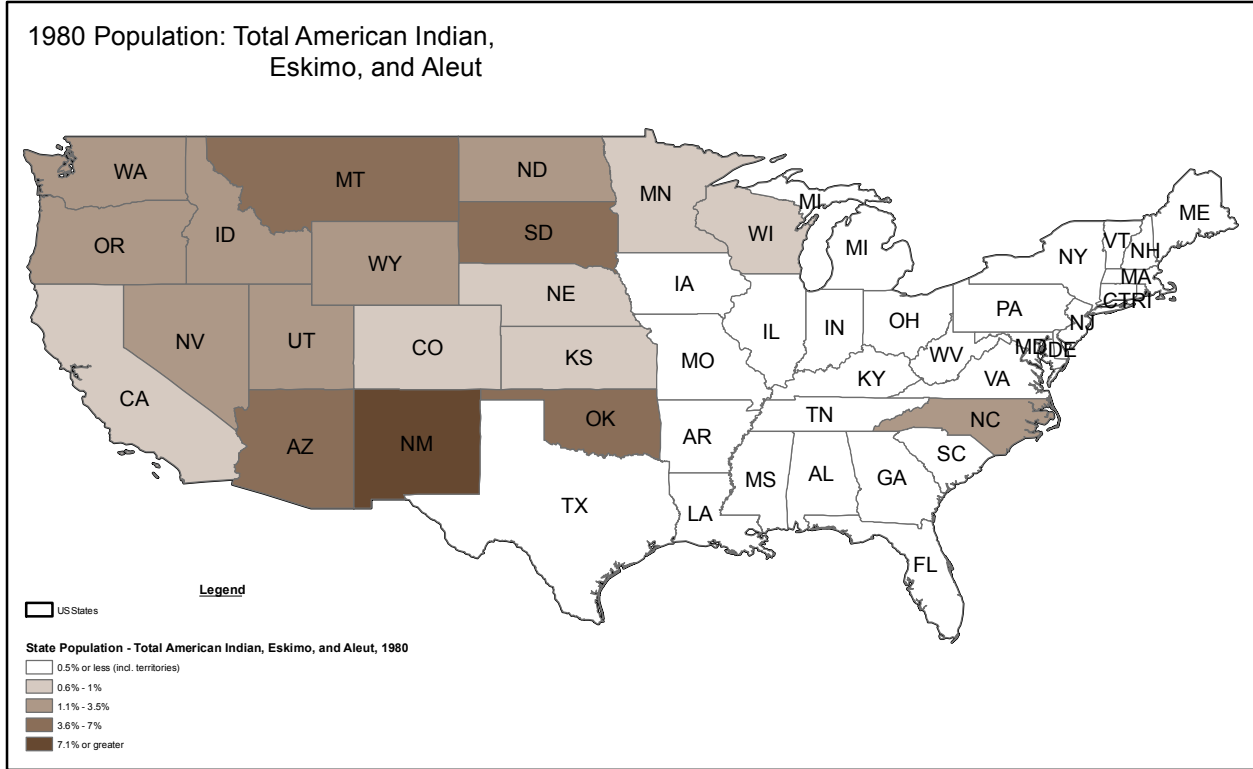 1980 Population: Total American Indian,
Eskimo, and Aleut
WA
MT
ND
MN
MI
ME
OR
ID
SD
WI
MI
VT
NH
NY
WY
MA
IA
NE
CT
RI
PA
NV
UT
CO
IL
IN
OH
NJ
MD
DE
KS
MO
WV
VA
CA
KY
AZ
NM
OK
TN
NC
AR
SC
MS
AL
GA
TX
LA
FL
Legend
USStates
State Population - Total American Indian, Eskimo, and Aleut, 1980
0.5% or less (incl. territories)
0.6% - 1%
1.1% - 3.5%
3.6% - 7%
7.1% or greater